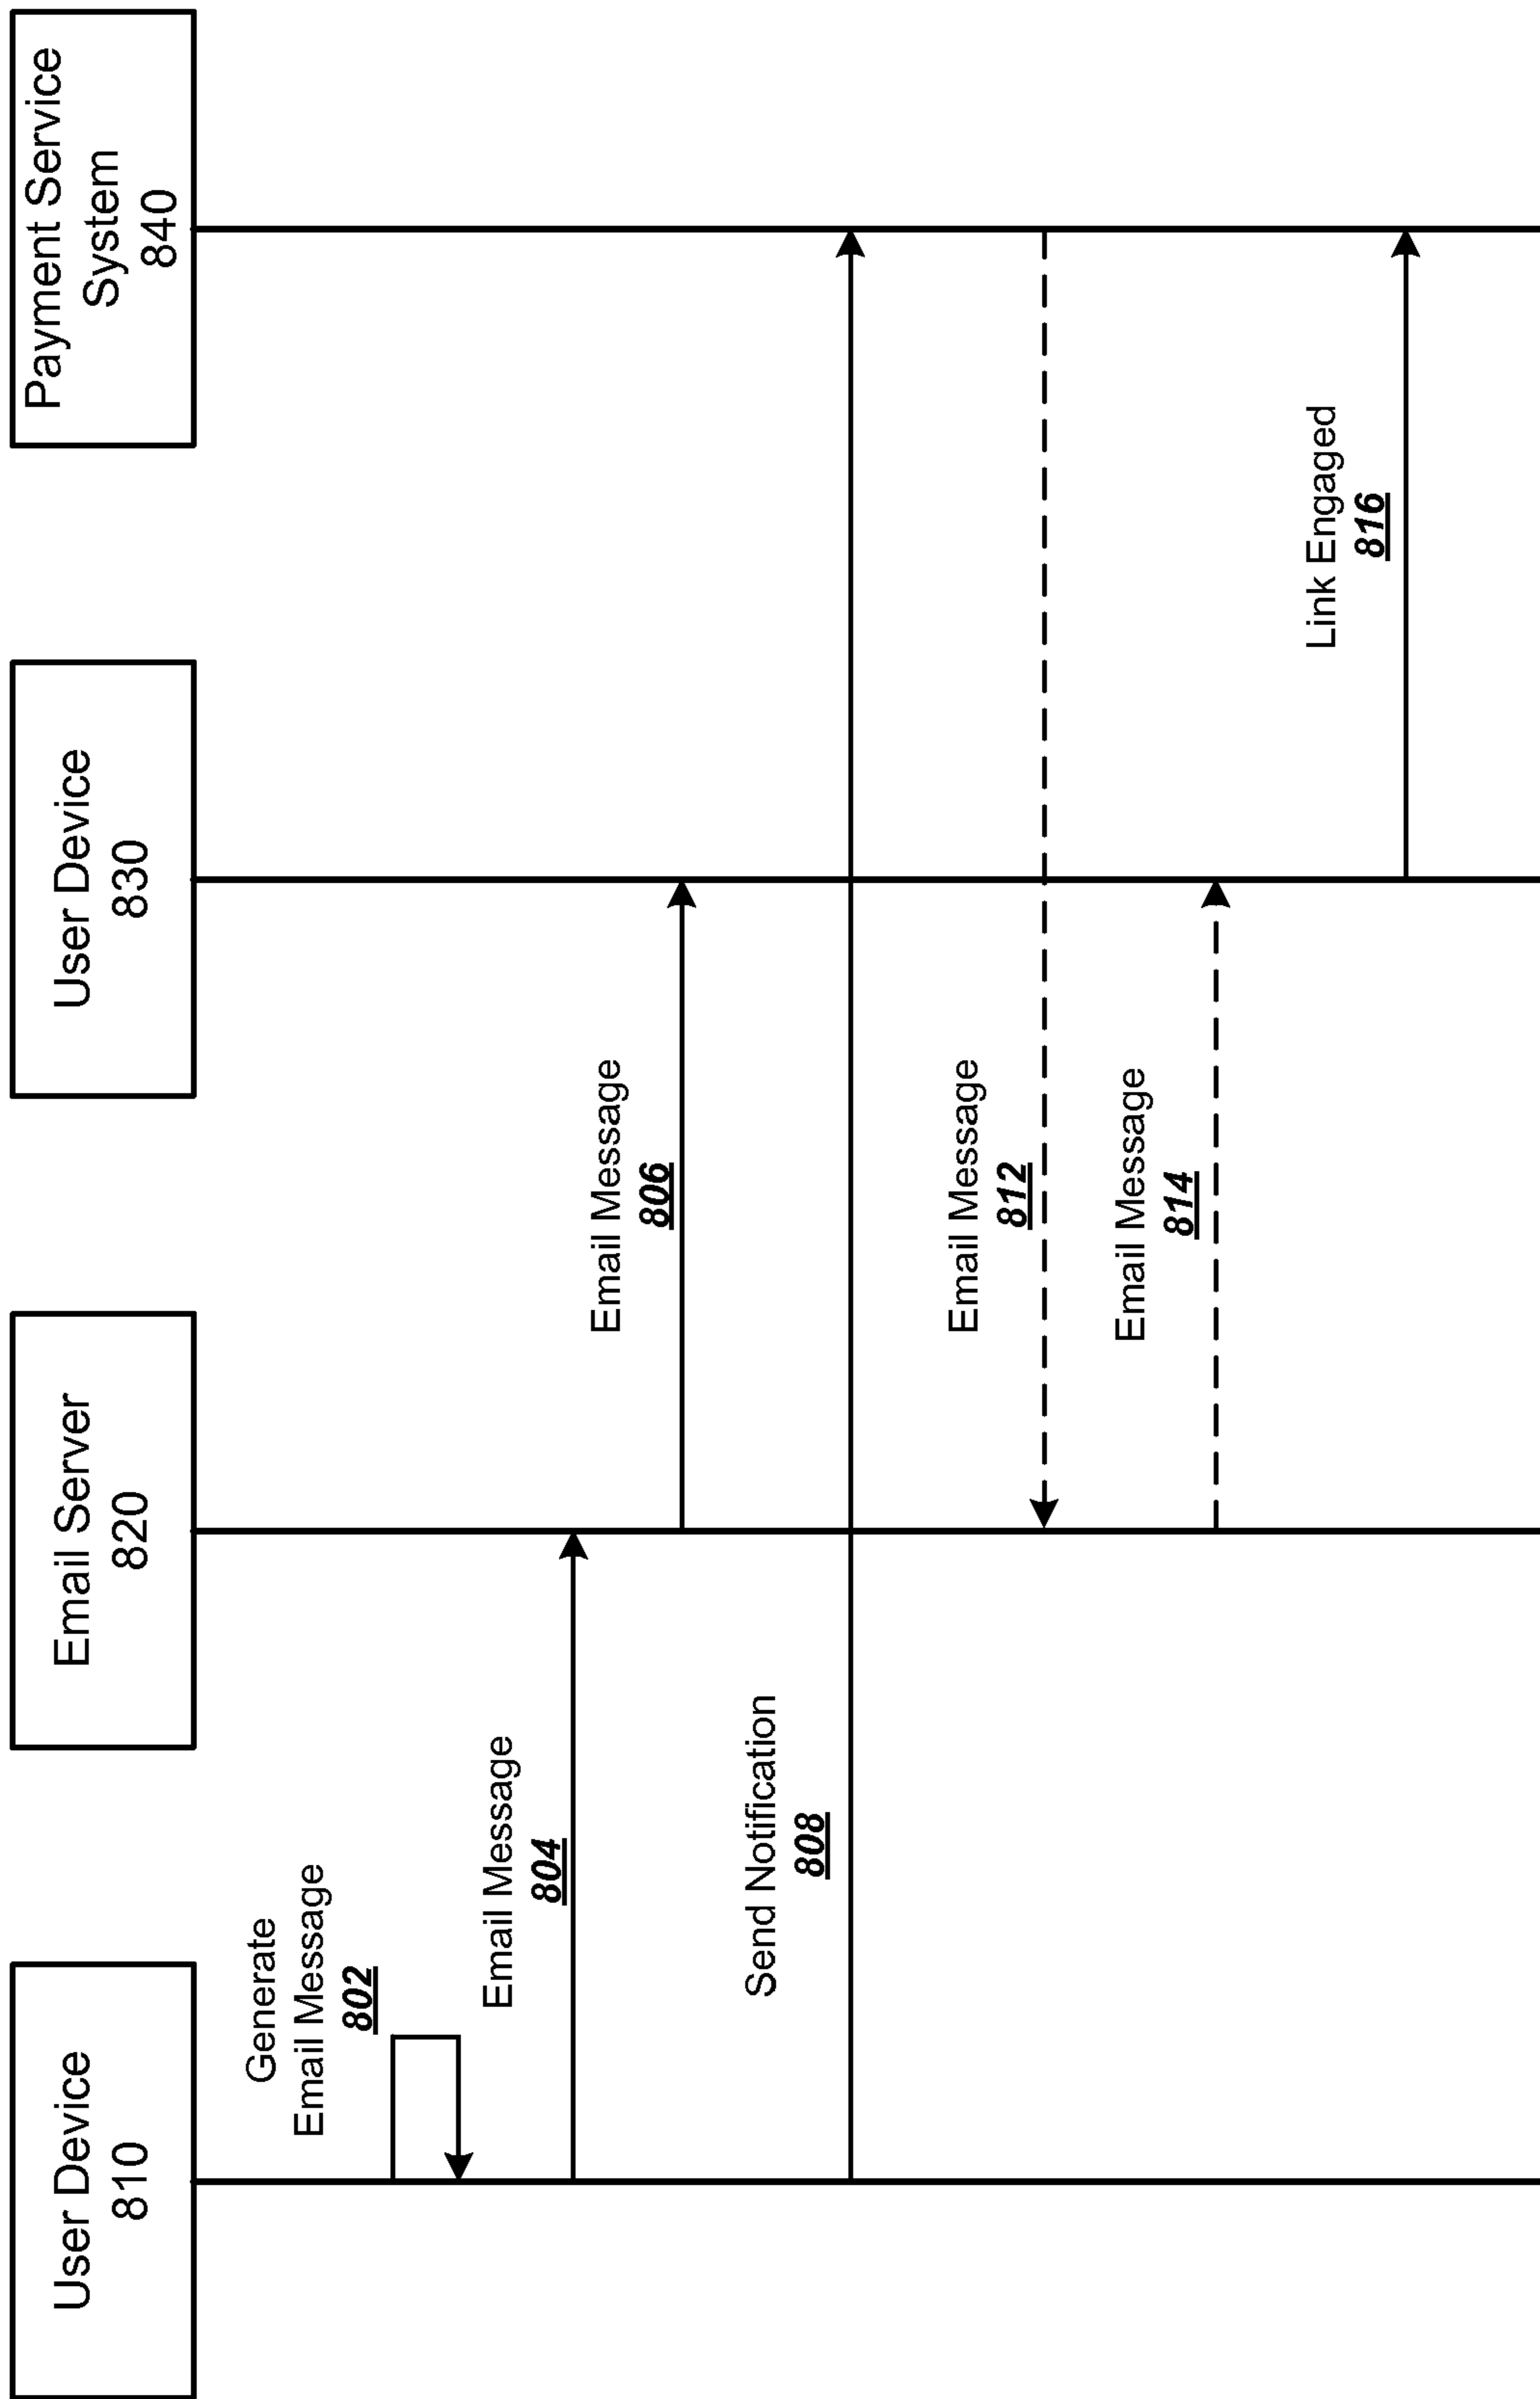 User Device
810
Email Server
820
User Device
830
Payment Service
System
840
Generate
Email Message
802
Email Message
804
Email Message
806
Send Notification
808
Email Message
812
Email Message
814
Link Engaged
816